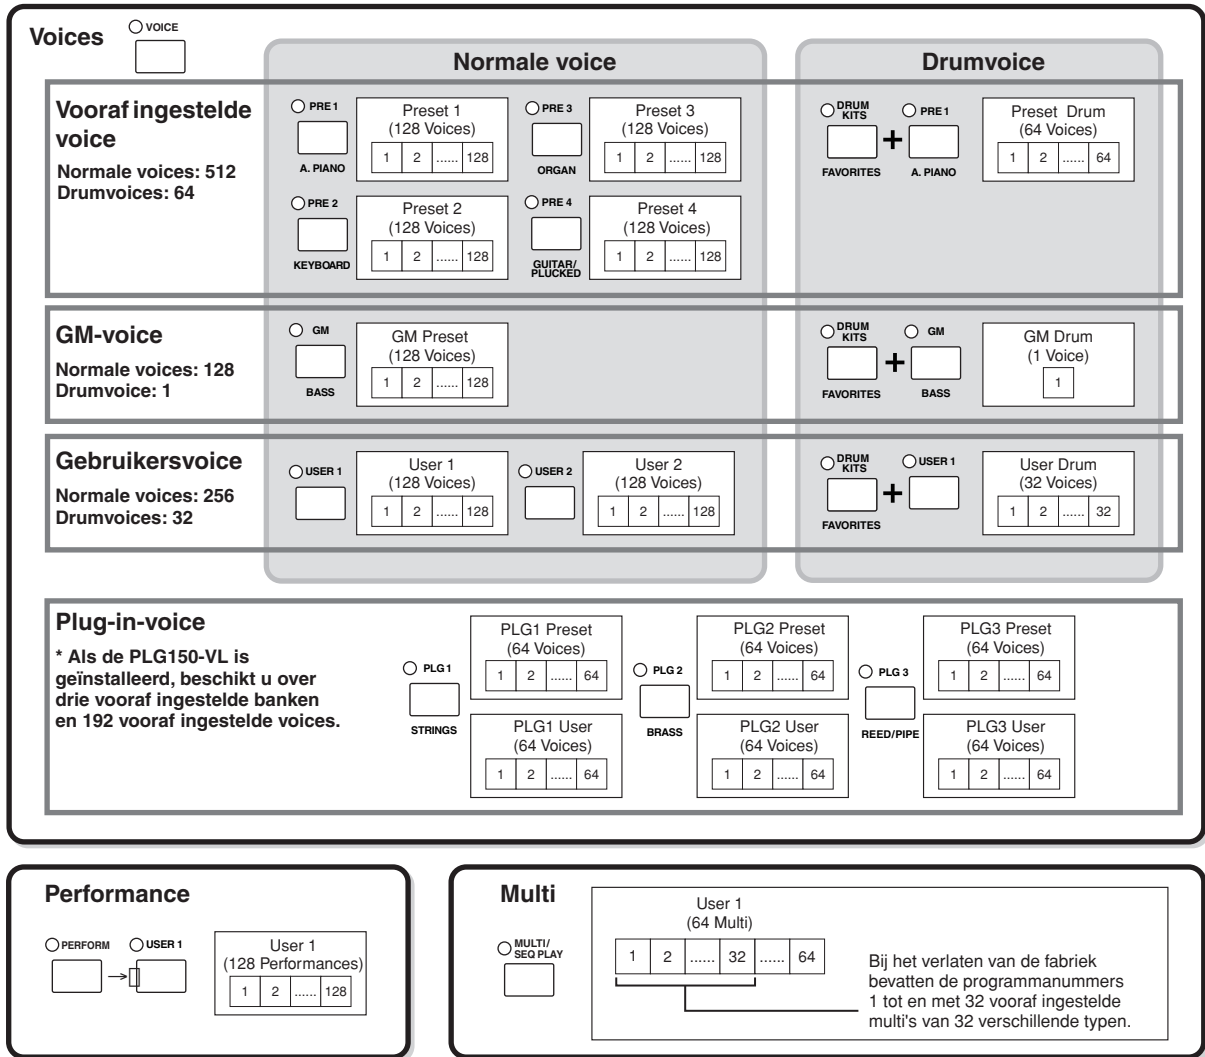 Voices
VOICE
Normale voice
Drumvoice
Vooraf ingestelde
voice
Normale voices: 512
Drumvoices: 64
PRE 1
A. PIANO
Preset 1
(128 Voices)
1 2 ...... 128
PRE 3
ORGAN
Preset 3
(128 Voices)
1 2 ...... 128
PRE 2
KEYBOARD
Preset 2
(128 Voices)
1 2 ...... 128
PRE 4
GUITAR/
PLUCKED
Preset 4
(128 Voices)
1 2 ...... 128
DRUM
KITS
FAVORITES
+
PRE 1
A. PIANO
Preset Drum
(64 Voices)
1 2 ...... 64
GM-voice
Normale voices: 128
Drumvoice: 1
GM
BASS
GM Preset
(128 Voices)
1 2 ...... 128
DRUM
KITS
FAVORITES
+
GM
BASS
GM Drum
(1 Voice)
1
Gebruikersvoice
Normale voices: 256
Drumvoices: 32
USER 1
User 1
(128 Voices)
1 2 ...... 128
USER 2
User 2
(128 Voices)
1 2 ...... 128
DRUM
KITS
FAVORITES
+
USER 1
User Drum
(32 Voices)
1 2 ...... 32
Plug-in-voice
* Als de PLG150-VL is
geïnstalleerd, beschikt u over
drie vooraf ingestelde banken
en 192 vooraf ingestelde voices.
PLG 1
STRINGS
PLG1 Preset
(64 Voices)
1 2 ...... 64
PLG1 User
(64 Voices)
1 2 ...... 64
PLG 2
BRASS
PLG2 Preset
(64 Voices)
1 2 ...... 64
PLG2 User
(64 Voices)
1 2 ...... 64
PLG 3
REED/PIPE
PLG3 Preset
(64 Voices)
1 2 ...... 64
PLG3 User
(64 Voices)
1 2 ...... 64
Performance
PERFORM
USER 1
User 1
(128 Performances)
1 2 ...... 128
Multi
MULTI/
SEQ PLAY
User 1
(64 Multi)
1 2 ...... 32 ...... 64
Bij het verlaten van de fabriek
bevatten de programmanummers
1 tot en met 32 vooraf ingestelde
multi's van 32 verschillende typen.